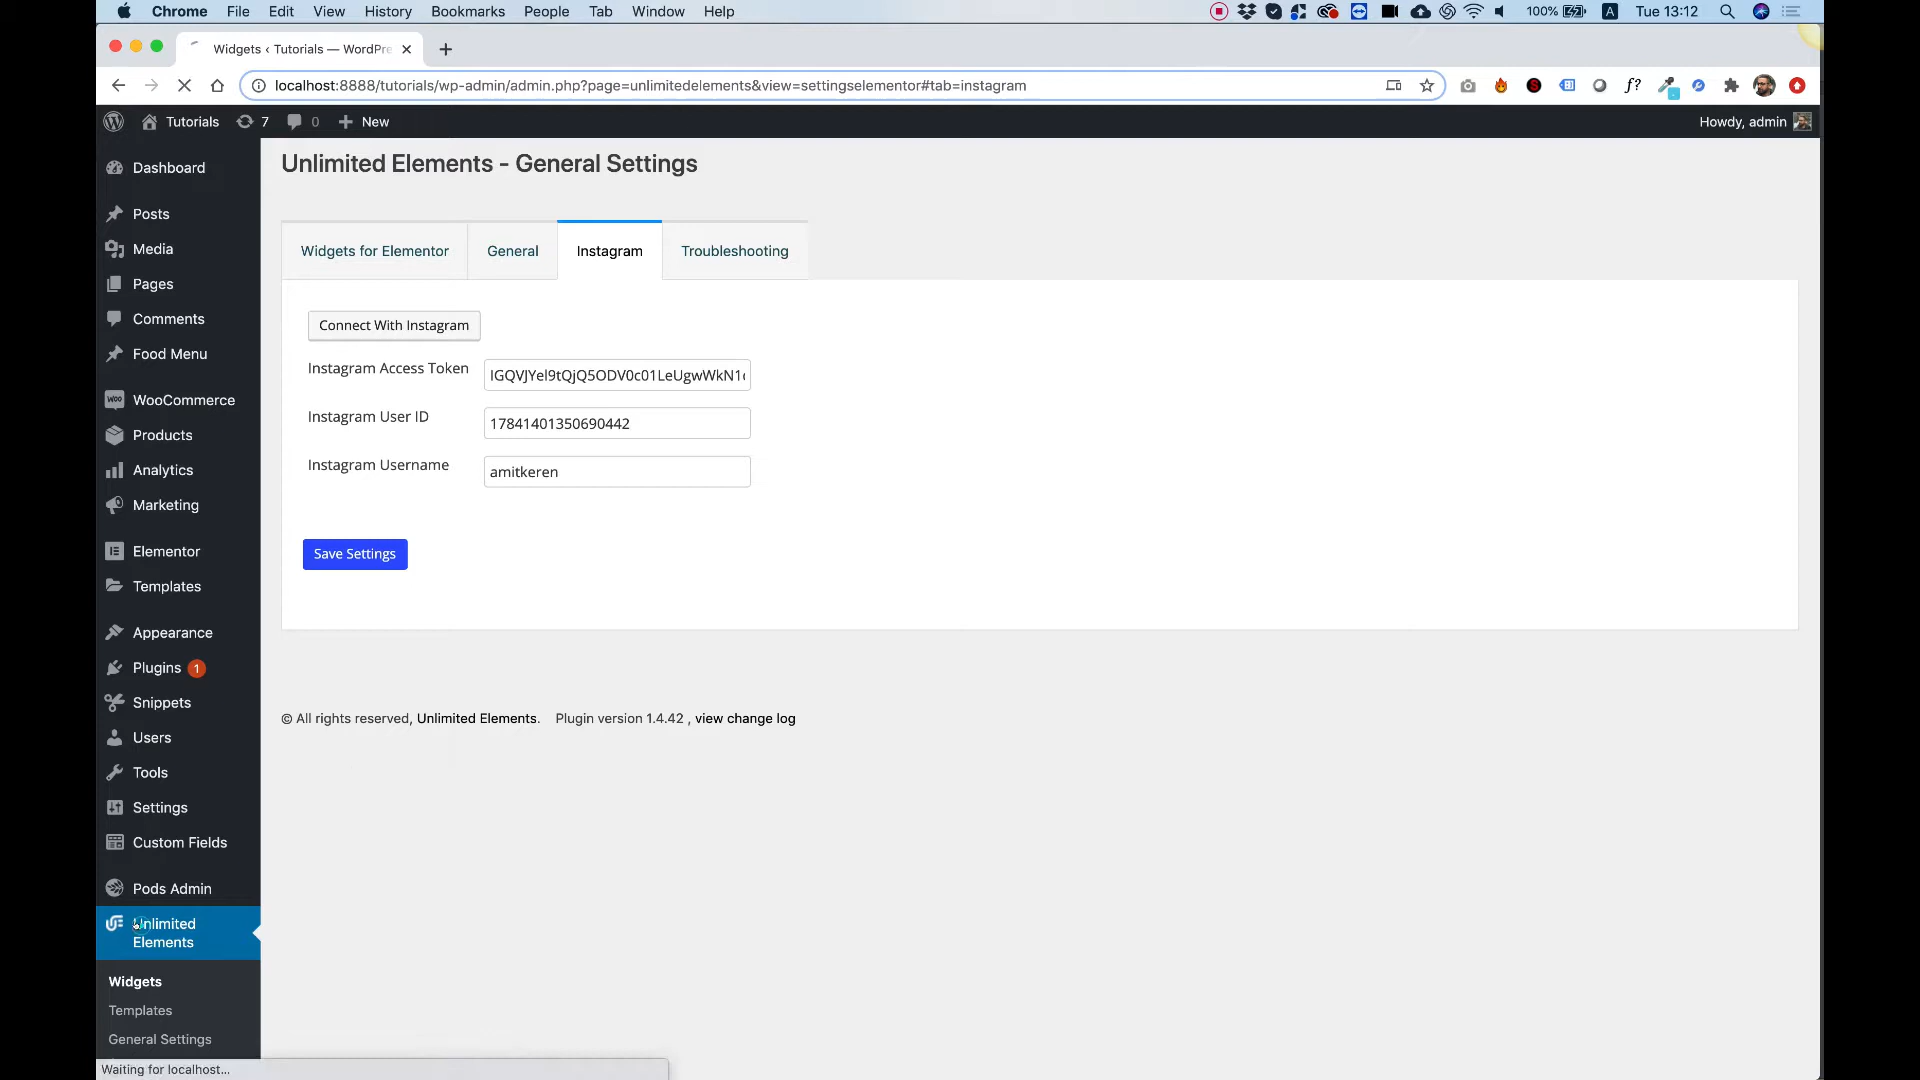 Chrome File Edit View History Bookmarks People Tab Window Help 100% Tue 13:12
Widgets ‹ Tutorials — WordPre
localhost:8888/tutorials/wp-admin/admin.php?page=unlimitedelements&view=settingselementor#tab=instagram
Tutorials 7 0 + New Howdy, admin
Unlimited Elements - General Settings
Widgets for Elementor General Instagram Troubleshooting
Connect With Instagram
Instagram Access Token
Instagram User ID 17841401350690442
Instagram Username amitkeren
Save Settings
© All rights reserved, Unlimited Elements. Plugin version 1.4.42 , view change log
Dashboard
Posts
Media
Pages
Comments
Food Menu
WooCommerce
Products
Analytics
Marketing
Elementor
Templates
Appearance
Plugins 1
Snippets
Users
Tools
Settings
Custom Fields
Pods Admin
Unlimited
Elements
Widgets
Templates
General Settings
Waiting for localhost...